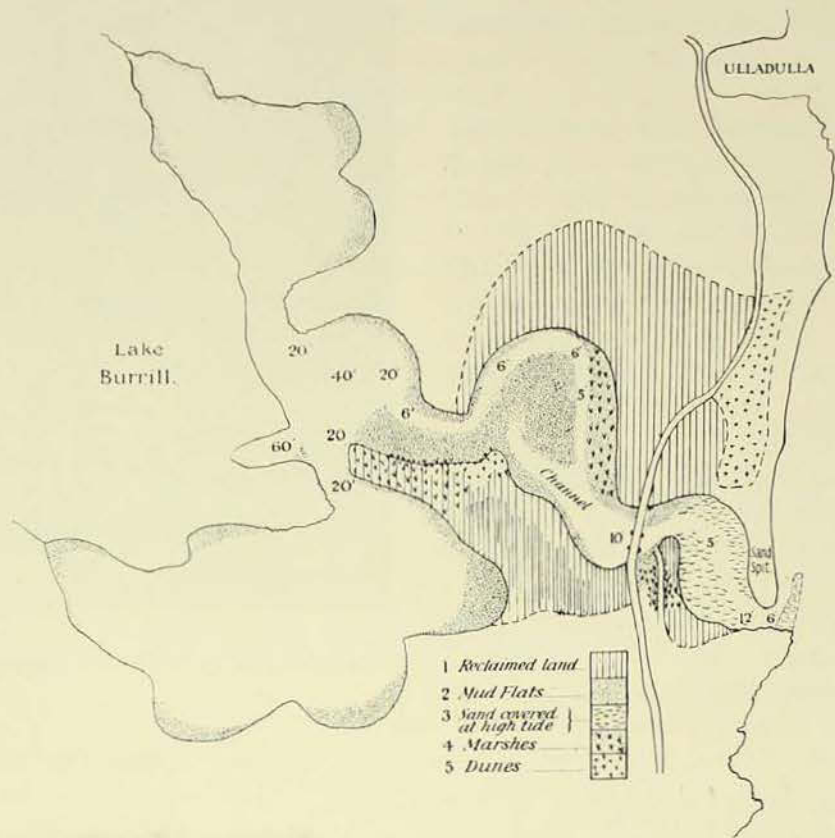 ULLADULLA
Lake
Burrill.
20
40'
20'
6'
6'
6'
5
20
60'
20'
Channel
10
5
Sand
Spit.
12'
6'
1 Reclaimed land
2 Mud Flats
3 Sand covered
at high tide }
4 Marshes
5 Dunes